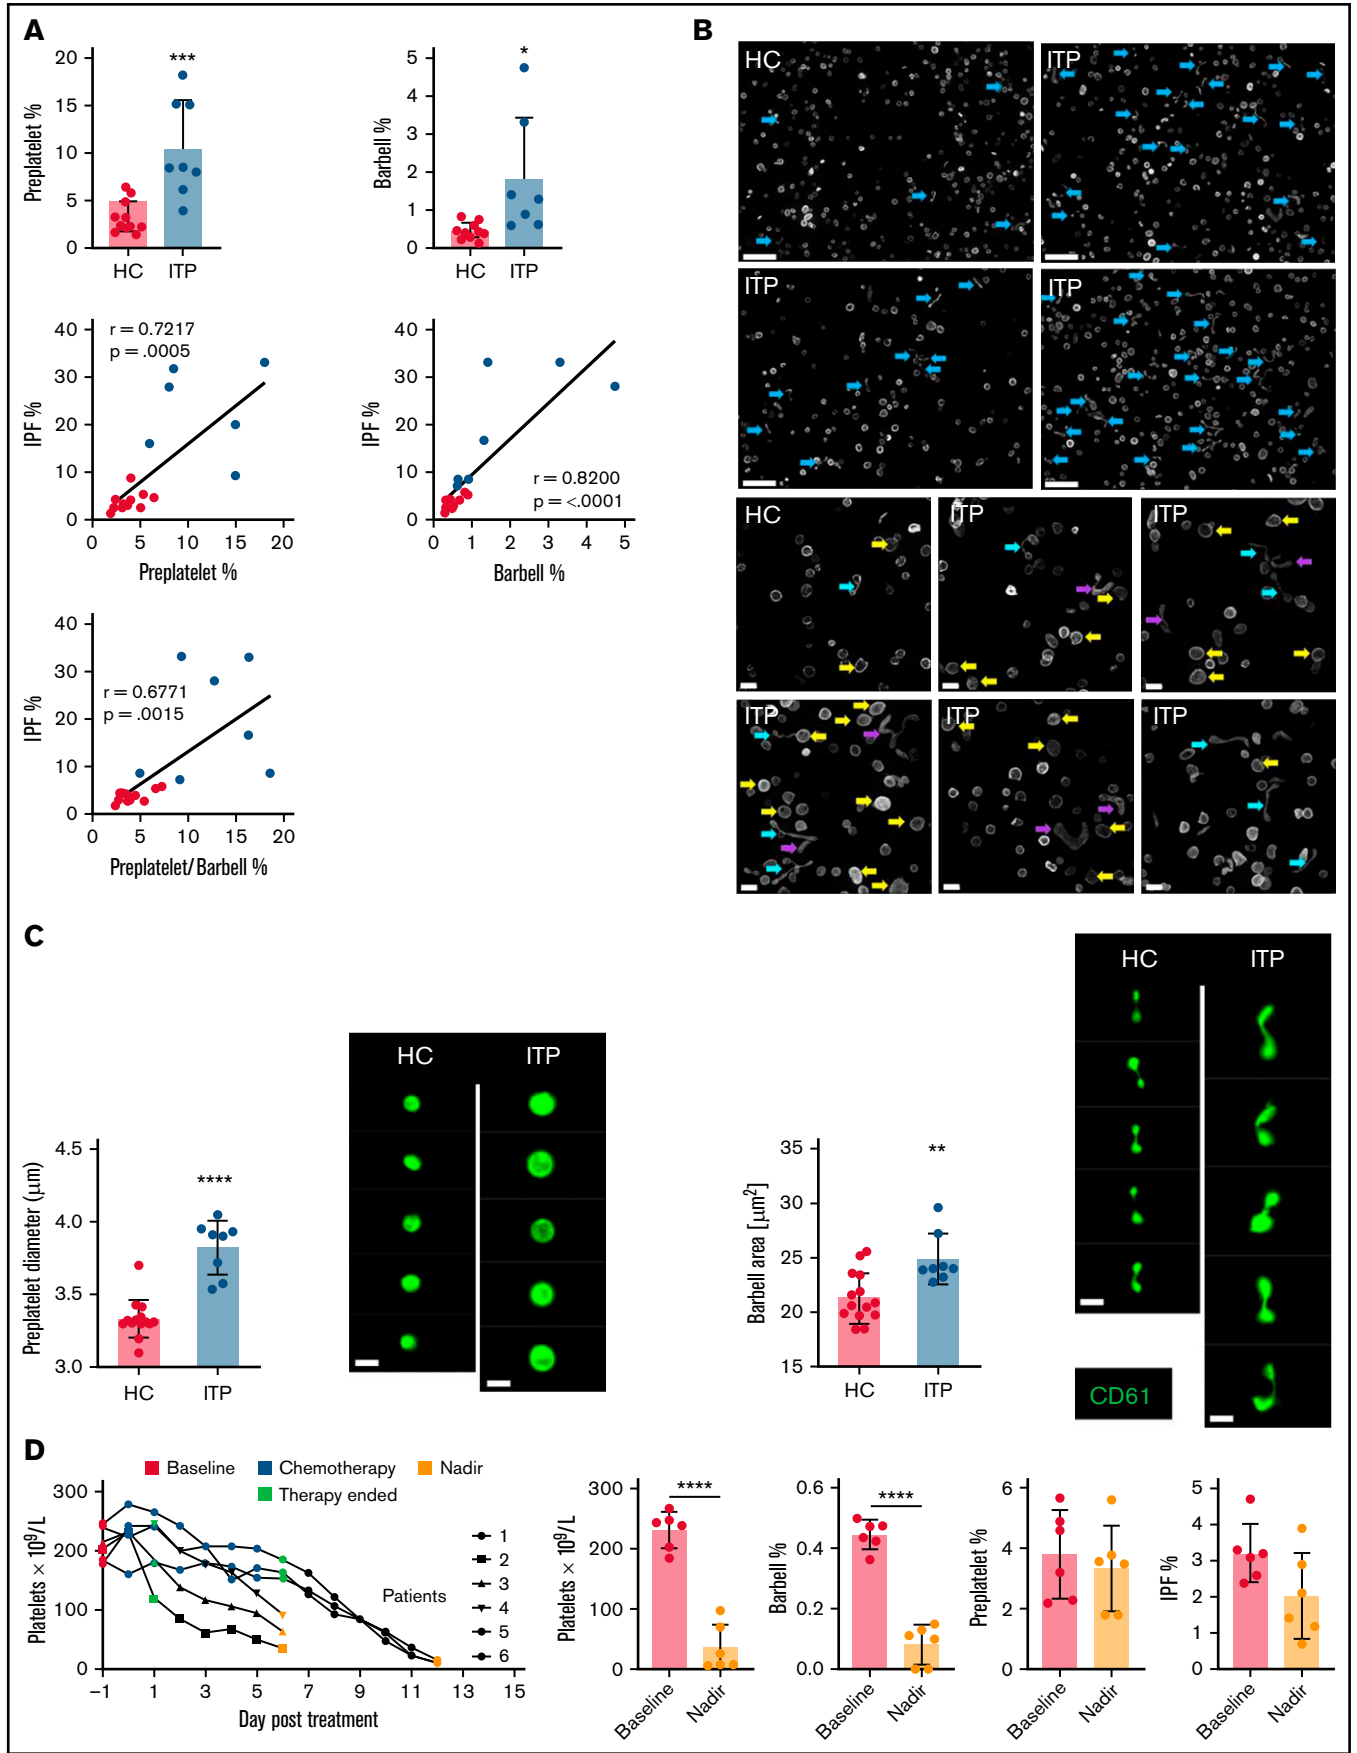 A
20
15
10
5
0
Preplatelet %
***
HC
ITP
5
4
3
2
1
0
Barbell %
*
HC
ITP
40
30
20
10
0
IPF %
r = 0.7217
p = .0005
0
5
10
15
20
Preplatelet %
40
30
20
10
0
IPF %
r = 0.8200
p = <.0001
0
1
2
3
4
5
Barbell %
40
30
20
10
0
IPF %
r = 0.6771
p = .0015
0
5
10
15
20
Preplatelet/Barbell %
B
HC
ITP
ITP
ITP
HC
ITP
ITP
ITP
ITP
ITP
C
4.5
4.0
3.5
3.0
Preplatelet diameter (μm)
****
HC
ITP
HC
ITP
35
30
25
20
15
Barbell area [μm²]
**
HC
ITP
HC
ITP
CD61
D
Baseline
Chemotherapy
Nadir
Therapy ended
300
200
100
0
Platelets × 10⁹/L
−1
1
3
5
7
9
11
13
15
Day post treatment
Patients
1
2
3
4
5
6
300
200
100
0
Platelets × 10⁹/L
****
Baseline
Nadir
0.6
0.4
0.2
0.0
Barbell %
****
Baseline
Nadir
6
4
2
0
Preplatelet %
Baseline
Nadir
5
4
3
2
1
0
IPF %
Baseline
Nadir